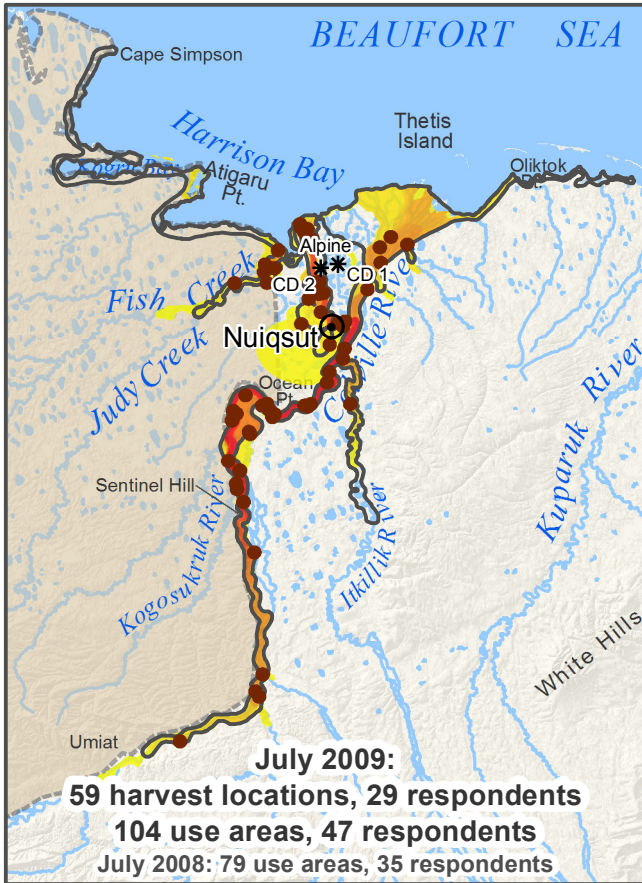 BEAUFORT SEA
Cape Simpson
Harrison Bay
Thetis
Island
Kogru Bay
Atigaru
Pt.
Oliktok
Pt.
Alpine
CD 1
CD 2
Fish Creek
Nuiqsut
Colville River
Judy Creek
Ocean
Pt.
Kuparuk River
Sentinel Hill
Kogosukruk River
Itkillik River
White Hills
Umiat
July 2009:
59 harvest locations, 29 respondents
104 use areas, 47 respondents
July 2008: 79 use areas, 35 respondents